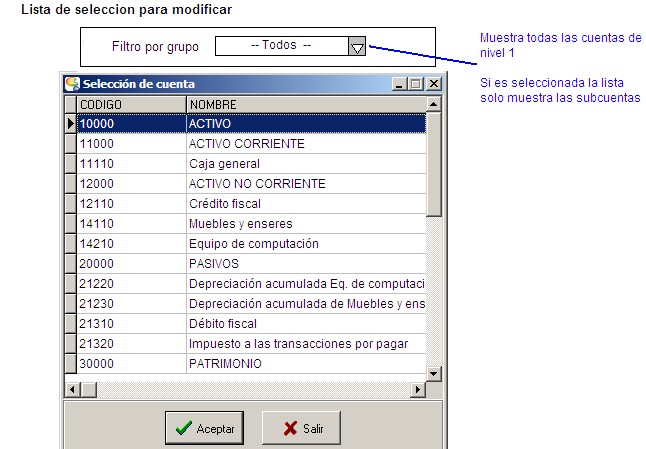 Lista de seleccion para modificar
Filtro por grupo
-- Todos --
Muestra todas las cuentas de
nivel 1
Si es seleccionada la lista
solo muestra las subcuentas
Selección de cuenta
CODIGO NOMBRE
10000 ACTIVO
11000 ACTIVO CORRIENTE
11110 Caja general
12000 ACTIVO NO CORRIENTE
12110 Crédito fiscal
14110 Muebles y enseres
14210 Equipo de computación
20000 PASIVOS
21220 Depreciación acumulada Eq. de computaci
21230 Depreciación acumulada de Muebles y ens
21310 Débito fiscal
21320 Impuesto a las transacciones por pagar
30000 PATRIMONIO
Aceptar
Salir